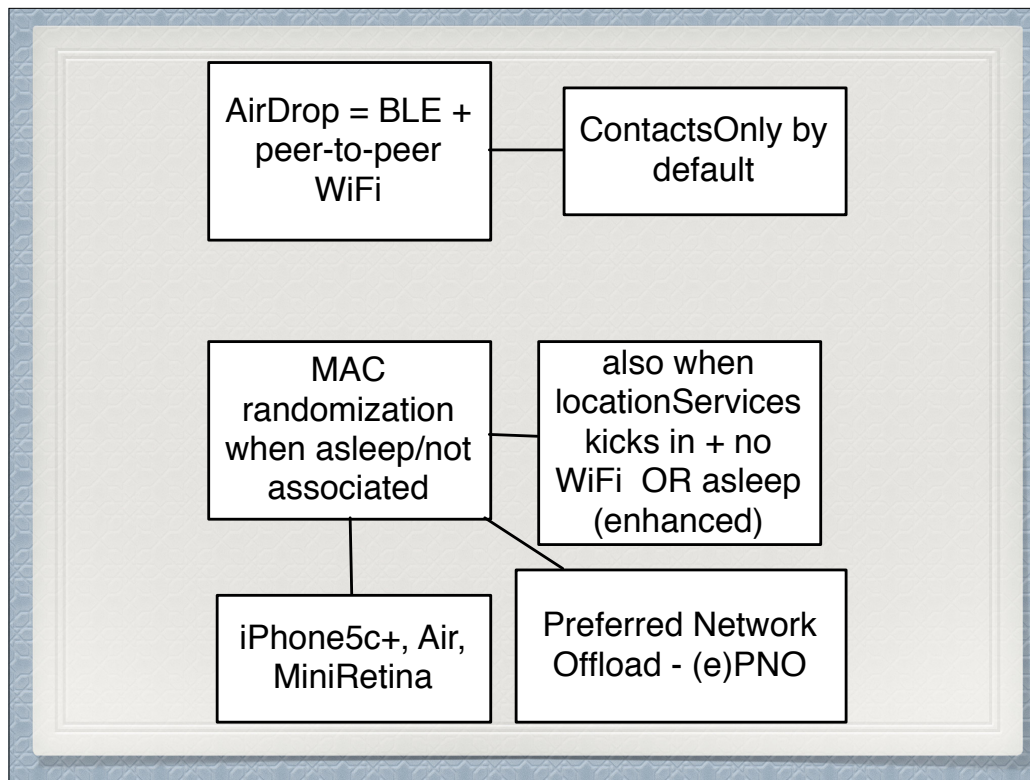 AirDrop = BLE +
peer-to-peer
WiFi
ContactsOnly by
default
MAC
randomization
when asleep/not
associated
also when
locationServices
kicks in + no
WiFi  OR asleep
(enhanced)
iPhone5c+, Air,
MiniRetina
Preferred Network
Offload - (e)PNO